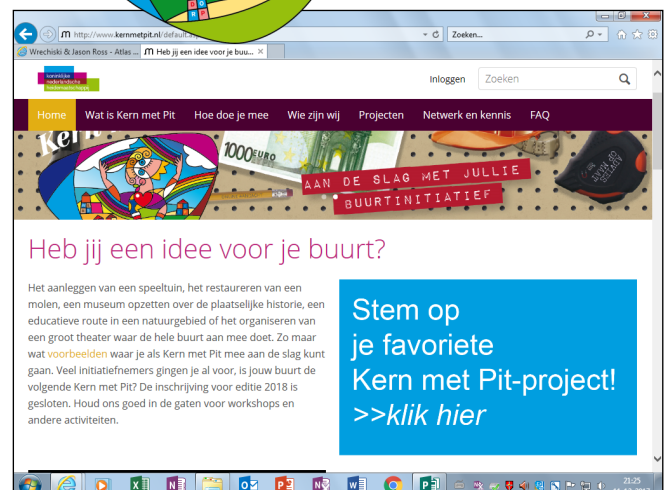 DO
RP
http://www.kernmetpit.nl/default.
Zoeken...
Wrechiski & Jason Ross - Atlas ...
Heb jij een idee voor je buu...
koninklijke
nederlandsche
heidemaatschappij
Inloggen
Zoeken
Home
Wat is Kern met Pit
Hoe doe je mee
Wie zijn wij
Projecten
Netwerk en kennis
FAQ
Kern
1000EURO
AAN DE SLAG MET JULLIE
BUURTINITIATIEF
Heb jij een idee voor je buurt?
Het aanleggen van een speeltuin, het restaureren van een
molen, een museum opzetten over de plaatselijke historie, een
educatieve route in een natuurgebied of het organiseren van
een groot theater waar de hele buurt aan mee doet. Zo maar
wat voorbeelden waar je als Kern met Pit mee aan de slag kunt
gaan. Veel initiatiefnemers gingen je al voor, is jouw buurt de
volgende Kern met Pit? De inschrijving voor editie 2018 is
gesloten. Houd ons goed in de gaten voor workshops en
andere activiteiten.
Stem op
je favoriete
Kern met Pit-project!
>>klik hier
21:25